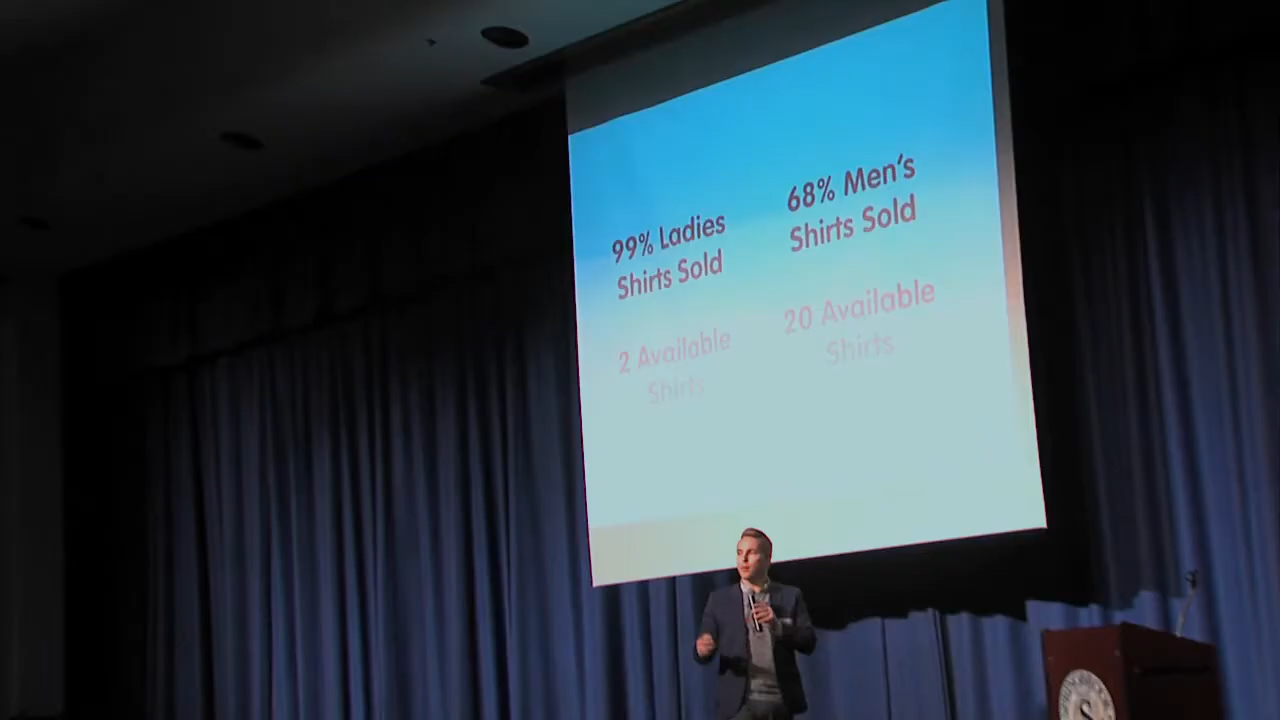 99% Ladies
Shirts Sold
2 Available
Shirts
68% Men's
Shirts Sold
20 Available
Shirts